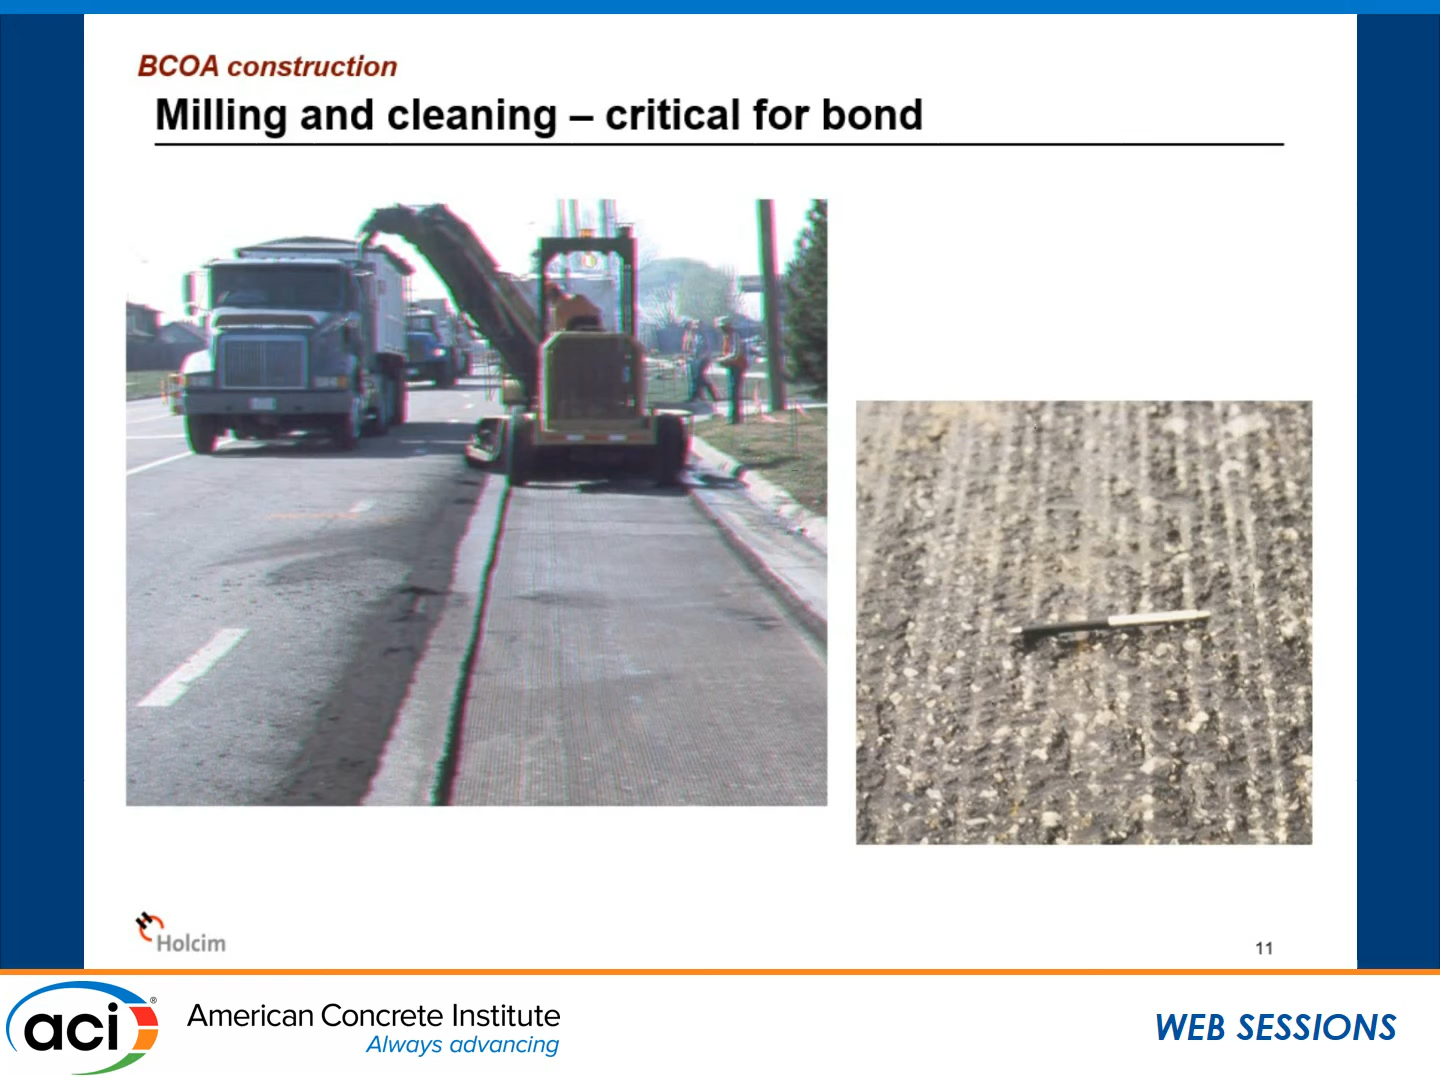 BCOA construction
Milling and cleaning – critical for bond
Holcim
11
aci®
American Concrete Institute
Always advancing
WEB SESSIONS